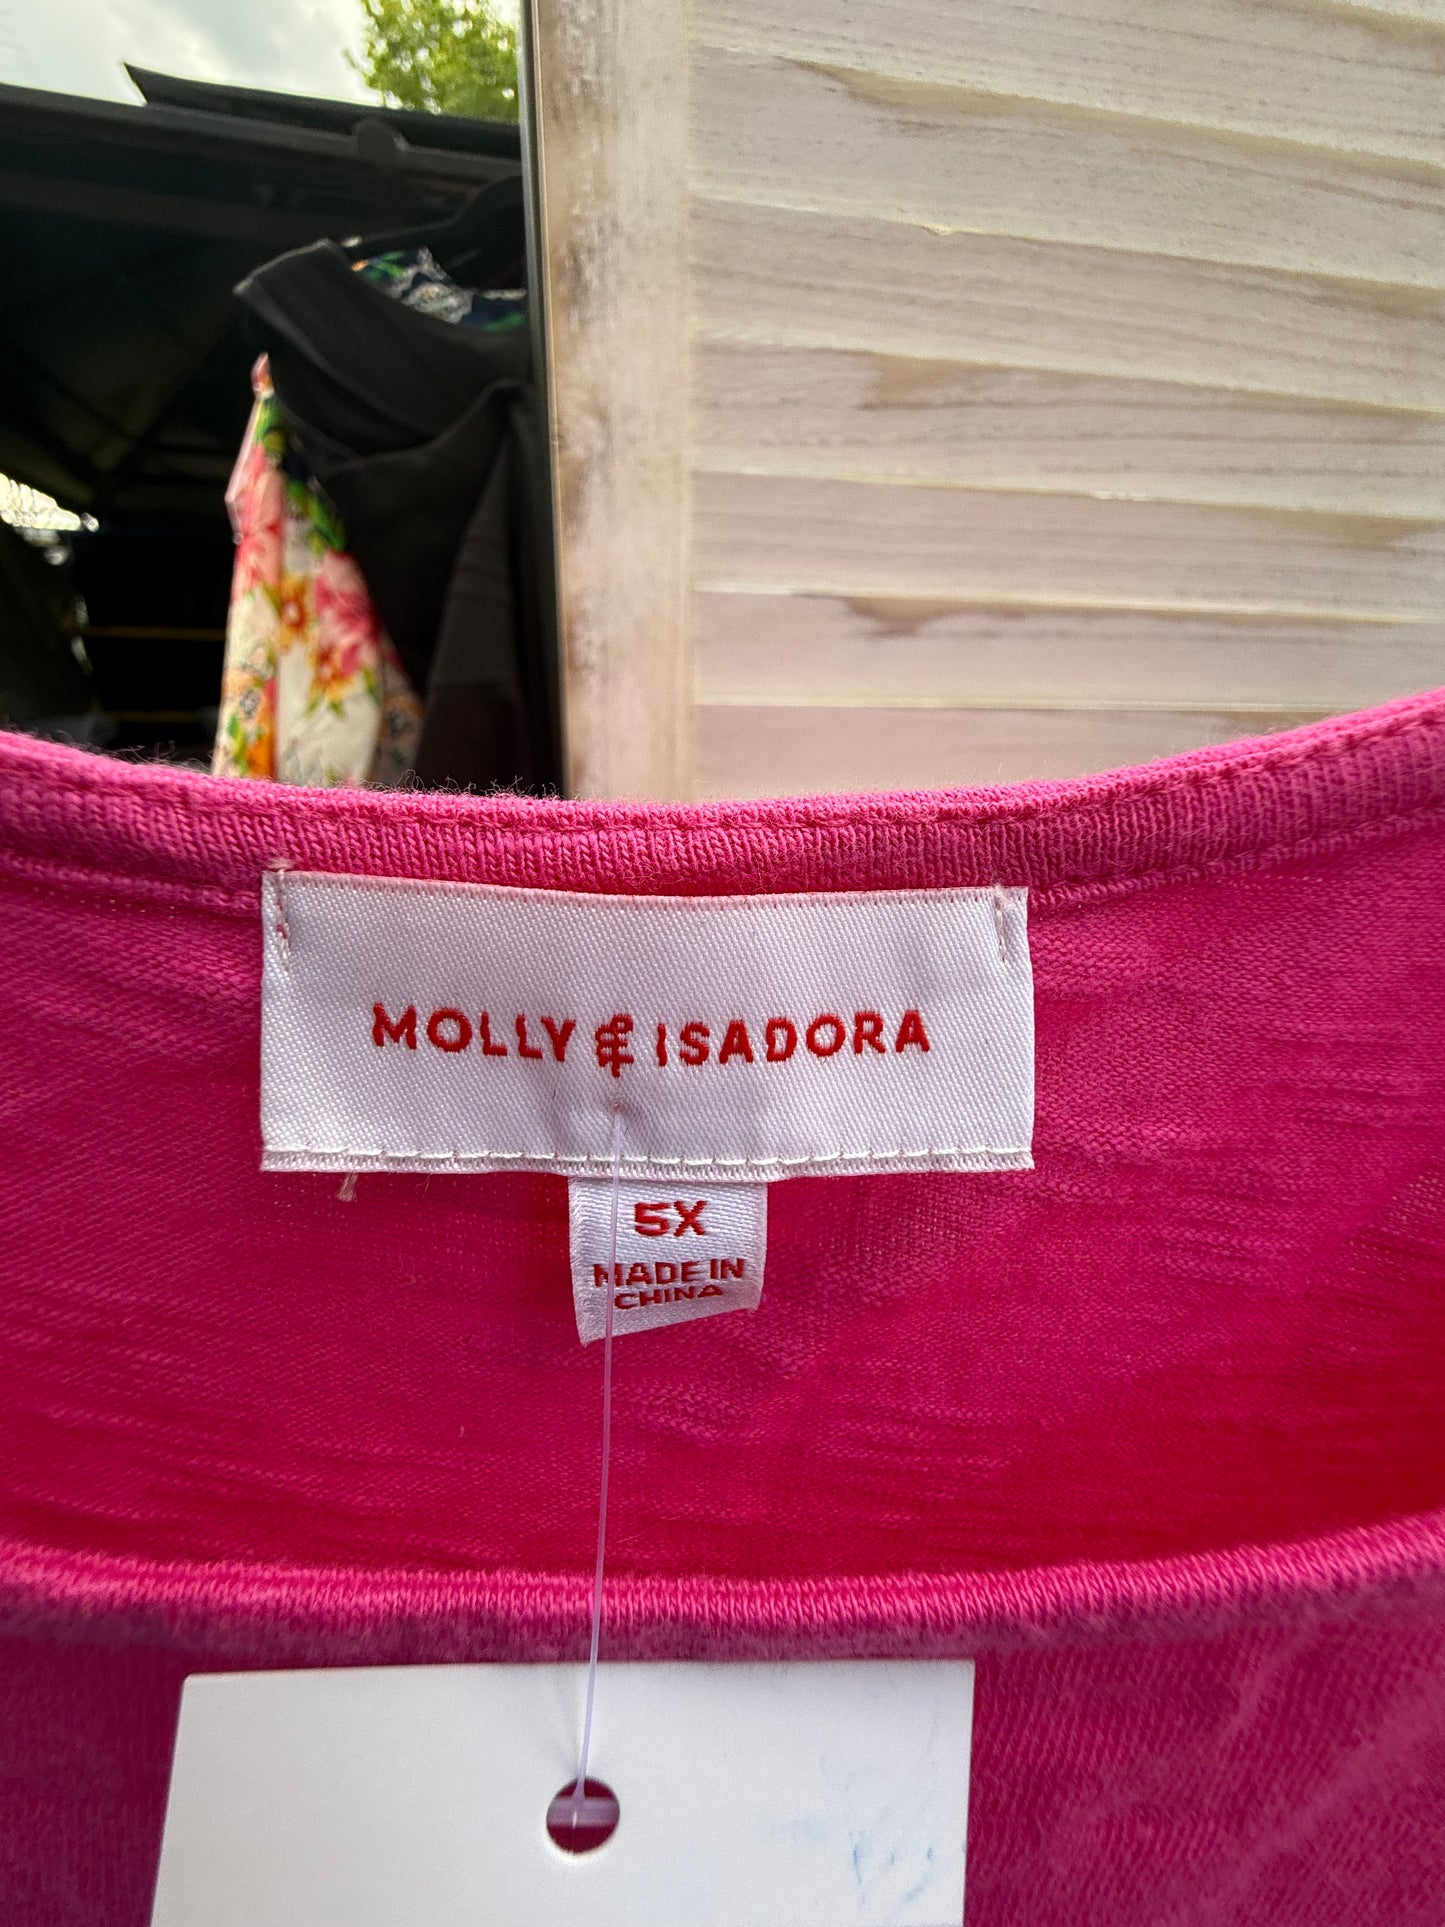 MOLLY & ISADORA
5X
MADE IN
CHINA